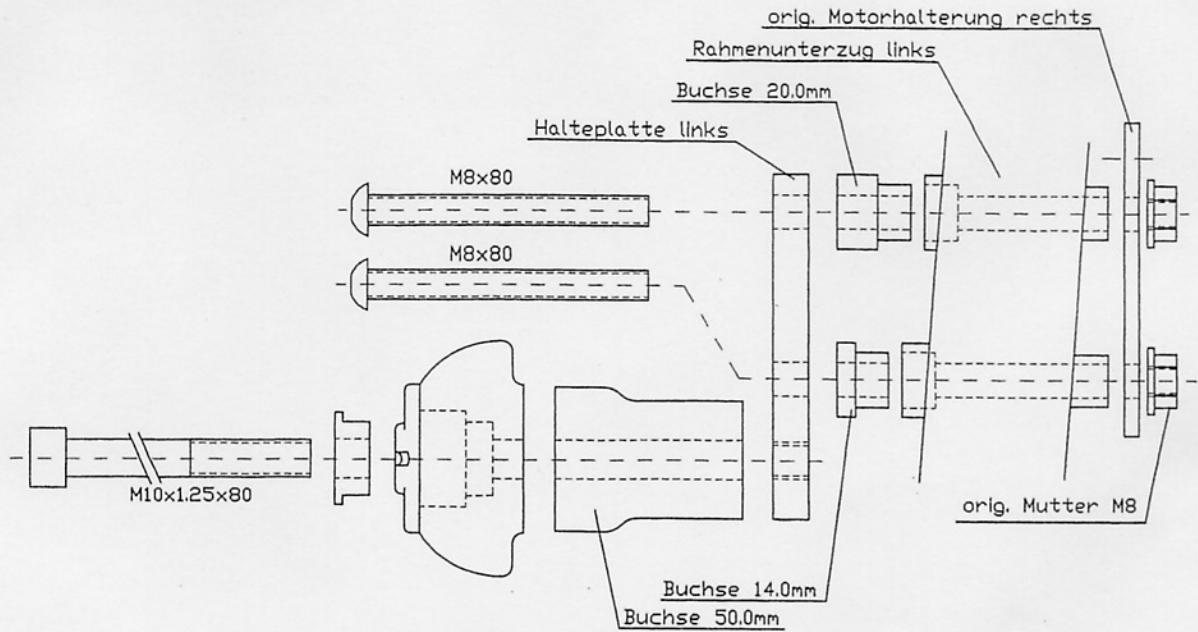 orig. Motorhalterung rechts
Rahmenunterzug links
Buchse 20.0mm
Halteplatte links
M8x80
M8x80
M10x1.25x80
orig. Mutter M8
Buchse 14.0mm
Buchse 50.0mm